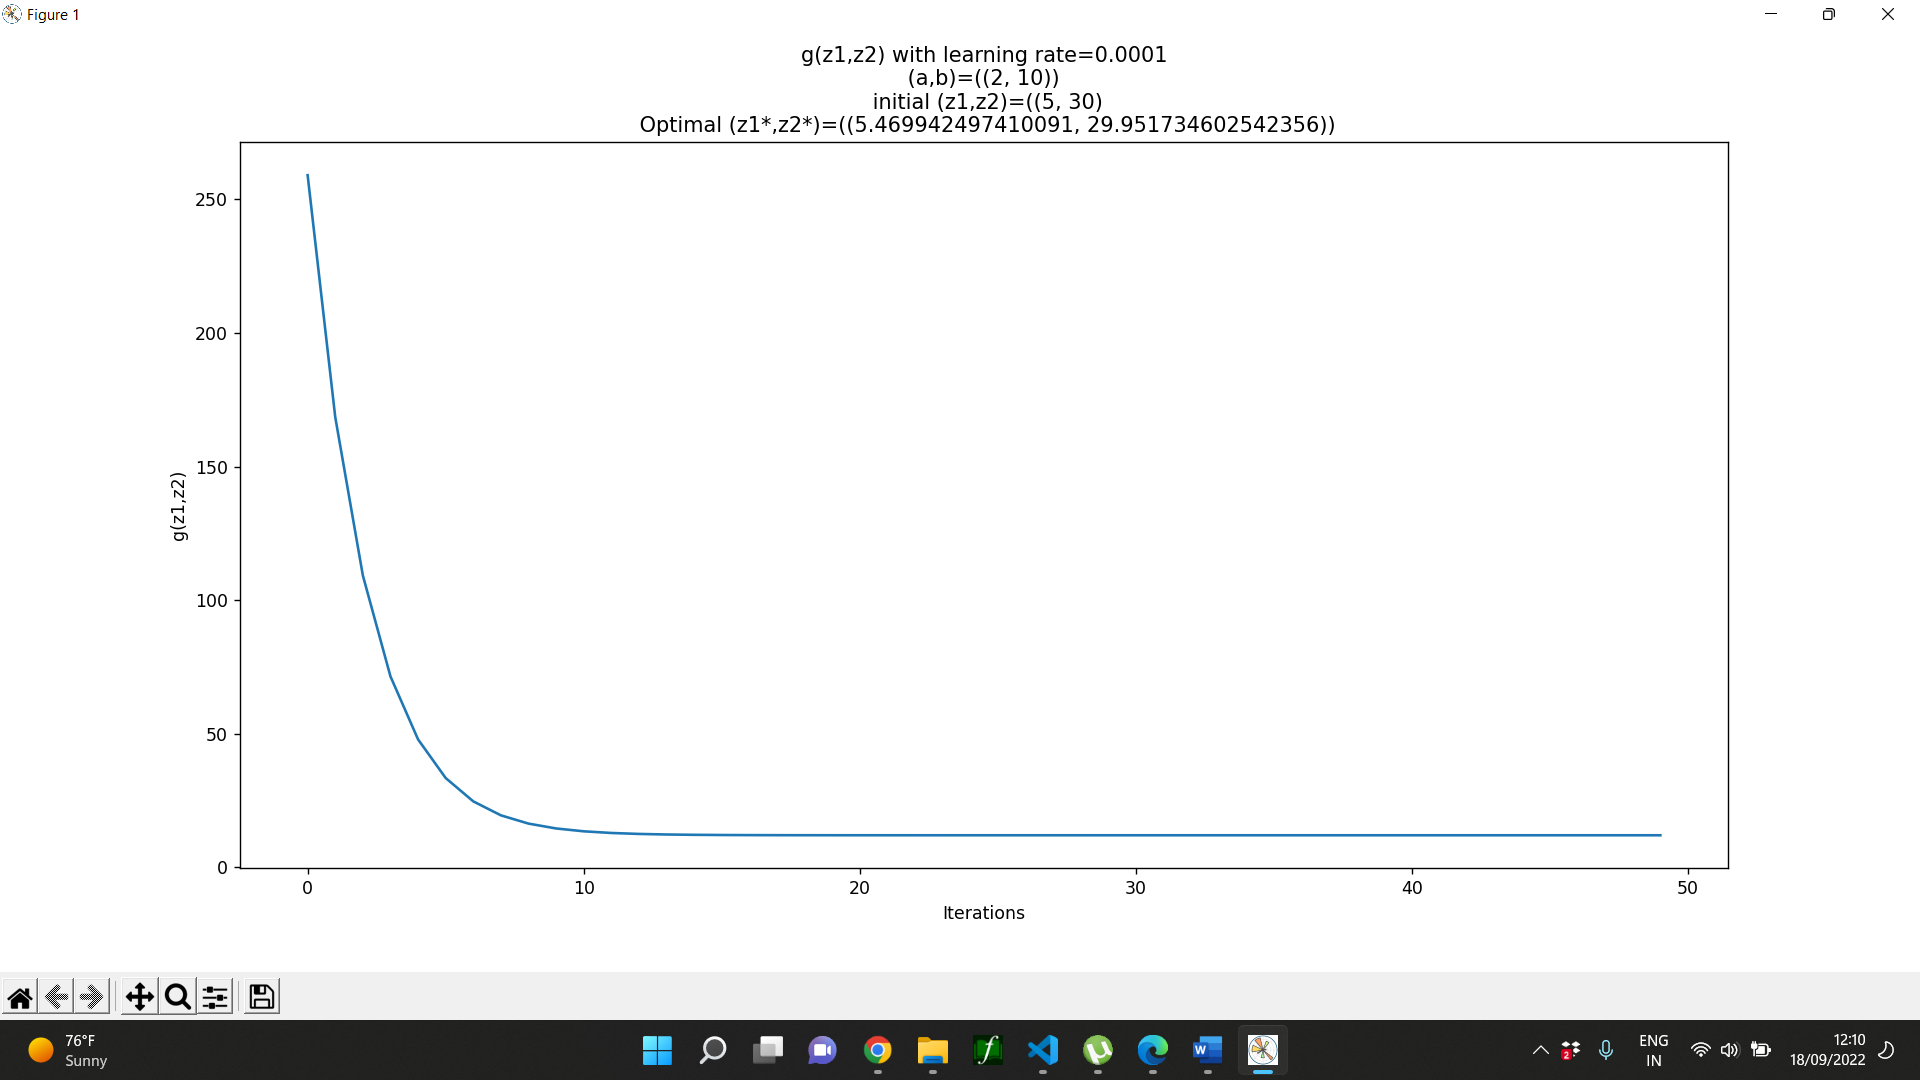 Figure 1
g(z1,z2) with learning rate=0.0001
(a,b)=((2, 10))
initial (z1,z2)=((5, 30)
Optimal (z1*,z2*)=((5.469942497410091, 29.951734602542356))
250
200
150
100
50
0
g(z1,z2)
0 10 20 30 40 50
Iterations
76°F
Sunny
W
2
ENG
IN
12:10
18/09/2022